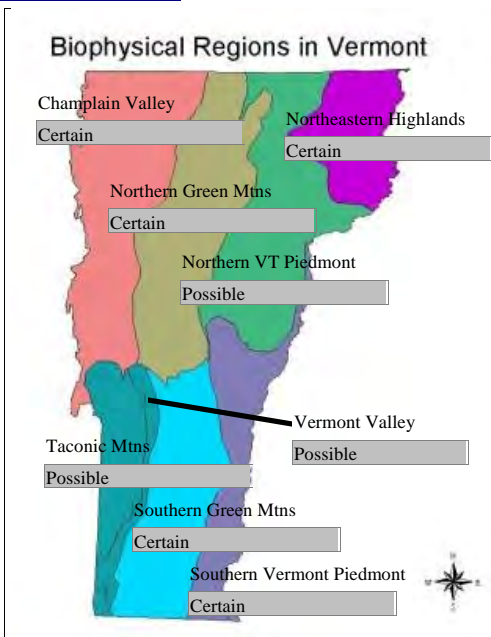 Biophysical Regions in Vermont
Champlain Valley
Certain
Northeastern Highlands
Certain
Northern Green Mtns
Certain
Northern VT Piedmont
Possible
Vermont Valley
Possible
Taconic Mtns
Possible
Southern Green Mtns
Certain
Southern Vermont Piedmont
Certain